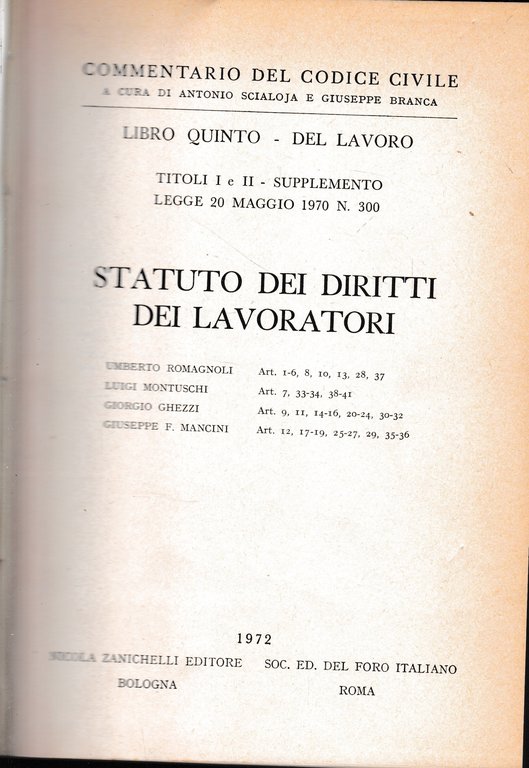 COMMENTARIO DEL CODICE CIVILE
A CURA DI ANTONIO SCIALOJA E GIUSEPPE BRANCA
LIBRO QUINTO - DEL LAVORO
TITOLI I e II - SUPPLEMENTO
LEGGE 20 MAGGIO 1970 N. 300
STATUTO DEI DIRITTI
DEI LAVORATORI
UMBERTO ROMAGNOLI Art. 1-6, 8, 10, 13, 28, 37
LUIGI MONTUSCHI Art. 7, 33-34, 38-41
GIORGIO GHEZZI Art. 9, 11, 14-16, 20-24, 30-32
GIUSEPPE F. MANCINI Art. 12, 17-19, 25-27, 29, 35-36
1972
NICOLA ZANICHELLI EDITORE SOC. ED. DEL FORO ITALIANO
BOLOGNA ROMA